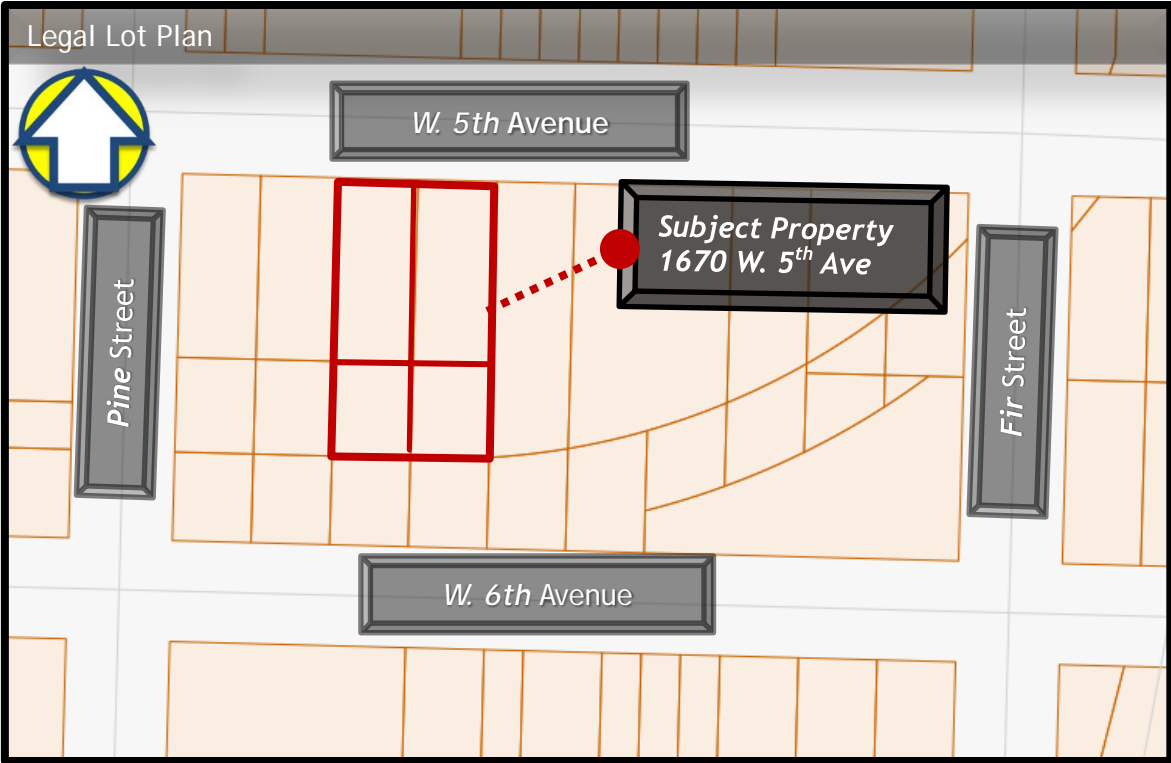 Legal Lot Plan
W. 5th Avenue
Subject Property
1670 W. 5th Ave
Pine Street
Fir Street
W. 6th Avenue